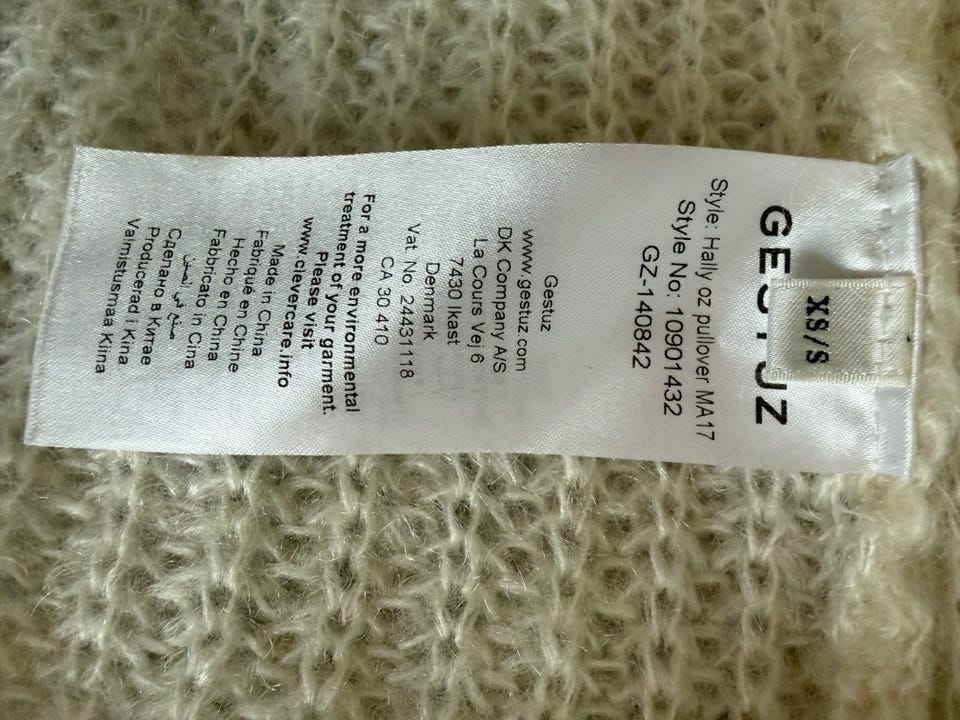 GESTUZ
XS/S
Style: Hally oz pullover MA17
Style No: 10901432
GZ-140842
Gestuz
www.gestuz.com
DK Company A/S
La Cours Vej 6
7430 Ikast
Denmark
Vat. No. 24431118
CA 30 410
For a more environmental
treatment of your garment.
Please visit
www.clevercare.info
Made in China
Fabriqué en Chine
Hecho en China
Fabbricato in Cina
صنع في الصين
Сделано в Китае
Producerad i Kina
Valmistusmaa Kiina